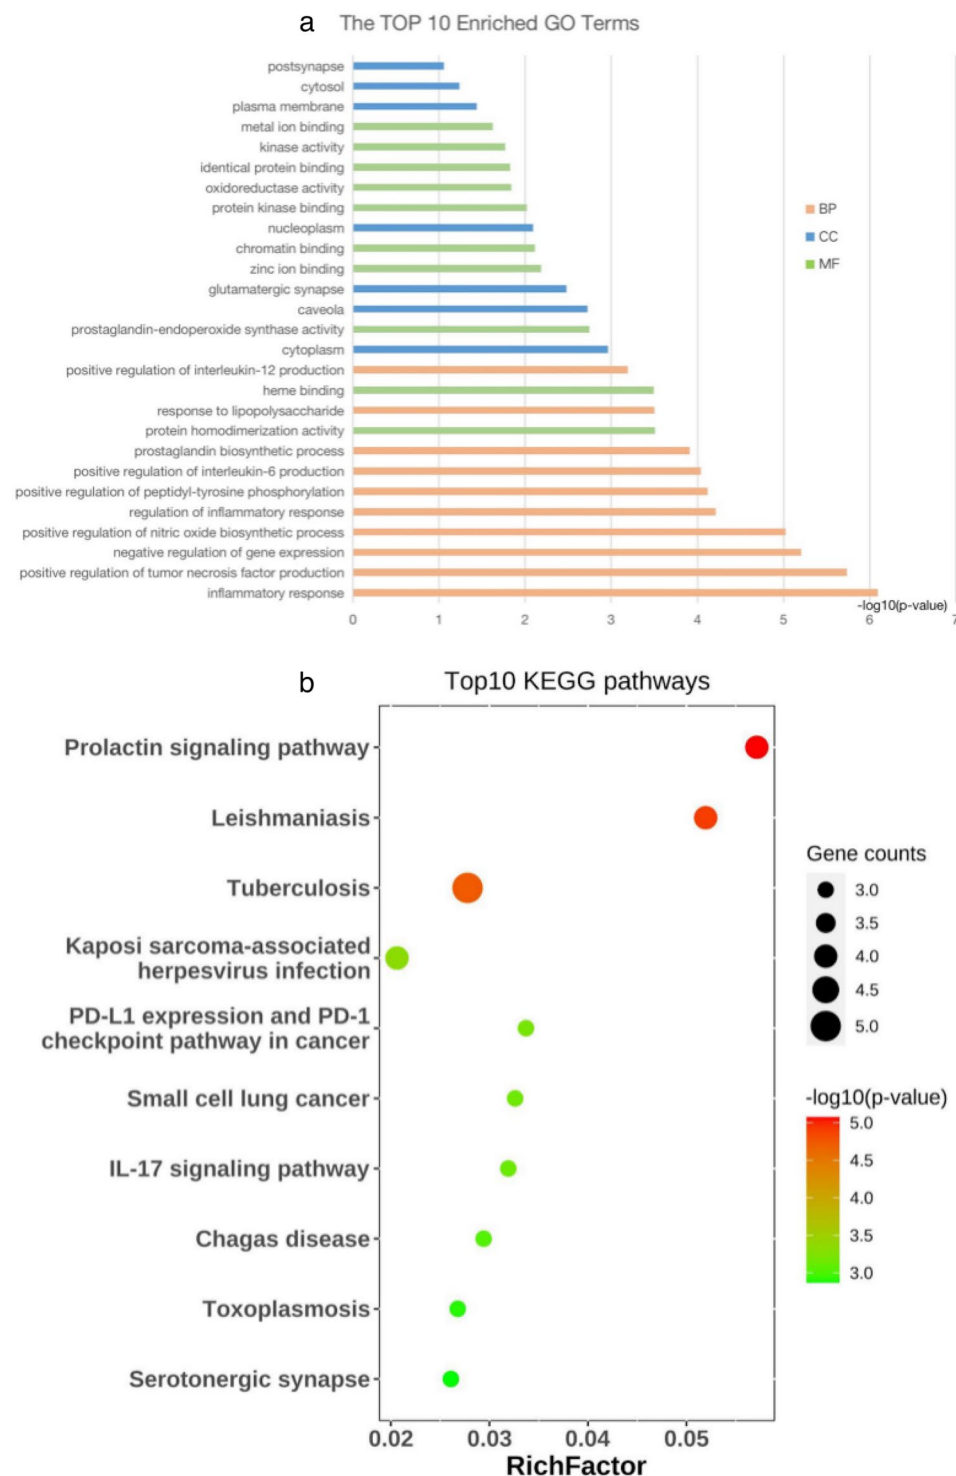 a The TOP 10 Enriched GO Terms
postsynapse
cytosol
plasma membrane
metal ion binding
kinase activity
identical protein binding
oxidoreductase activity
protein kinase binding
nucleoplasm
chromatin binding
zinc ion binding
glutamatergic synapse
caveola
prostaglandin-endoperoxide synthase activity
cytoplasm
positive regulation of interleukin-12 production
heme binding
response to lipopolysaccharide
protein homodimerization activity
prostaglandin biosynthetic process
positive regulation of interleukin-6 production
positive regulation of peptidyl-tyrosine phosphorylation
regulation of inflammatory response
positive regulation of nitric oxide biosynthetic process
negative regulation of gene expression
positive regulation of tumor necrosis factor production
inflammatory response
BP
CC
MF
-log10(p-value)
0 1 2 3 4 5 6 7
b Top10 KEGG pathways
Prolactin signaling pathway
Leishmaniasis
Tuberculosis
Kaposi sarcoma-associated
herpesvirus infection
PD-L1 expression and PD-1
checkpoint pathway in cancer
Small cell lung cancer
IL-17 signaling pathway
Chagas disease
Toxoplasmosis
Serotonergic synapse
0.02 0.03 0.04 0.05
RichFactor
Gene counts
3.0
3.5
4.0
4.5
5.0
-log10(p-value)
5.0
4.5
4.0
3.5
3.0